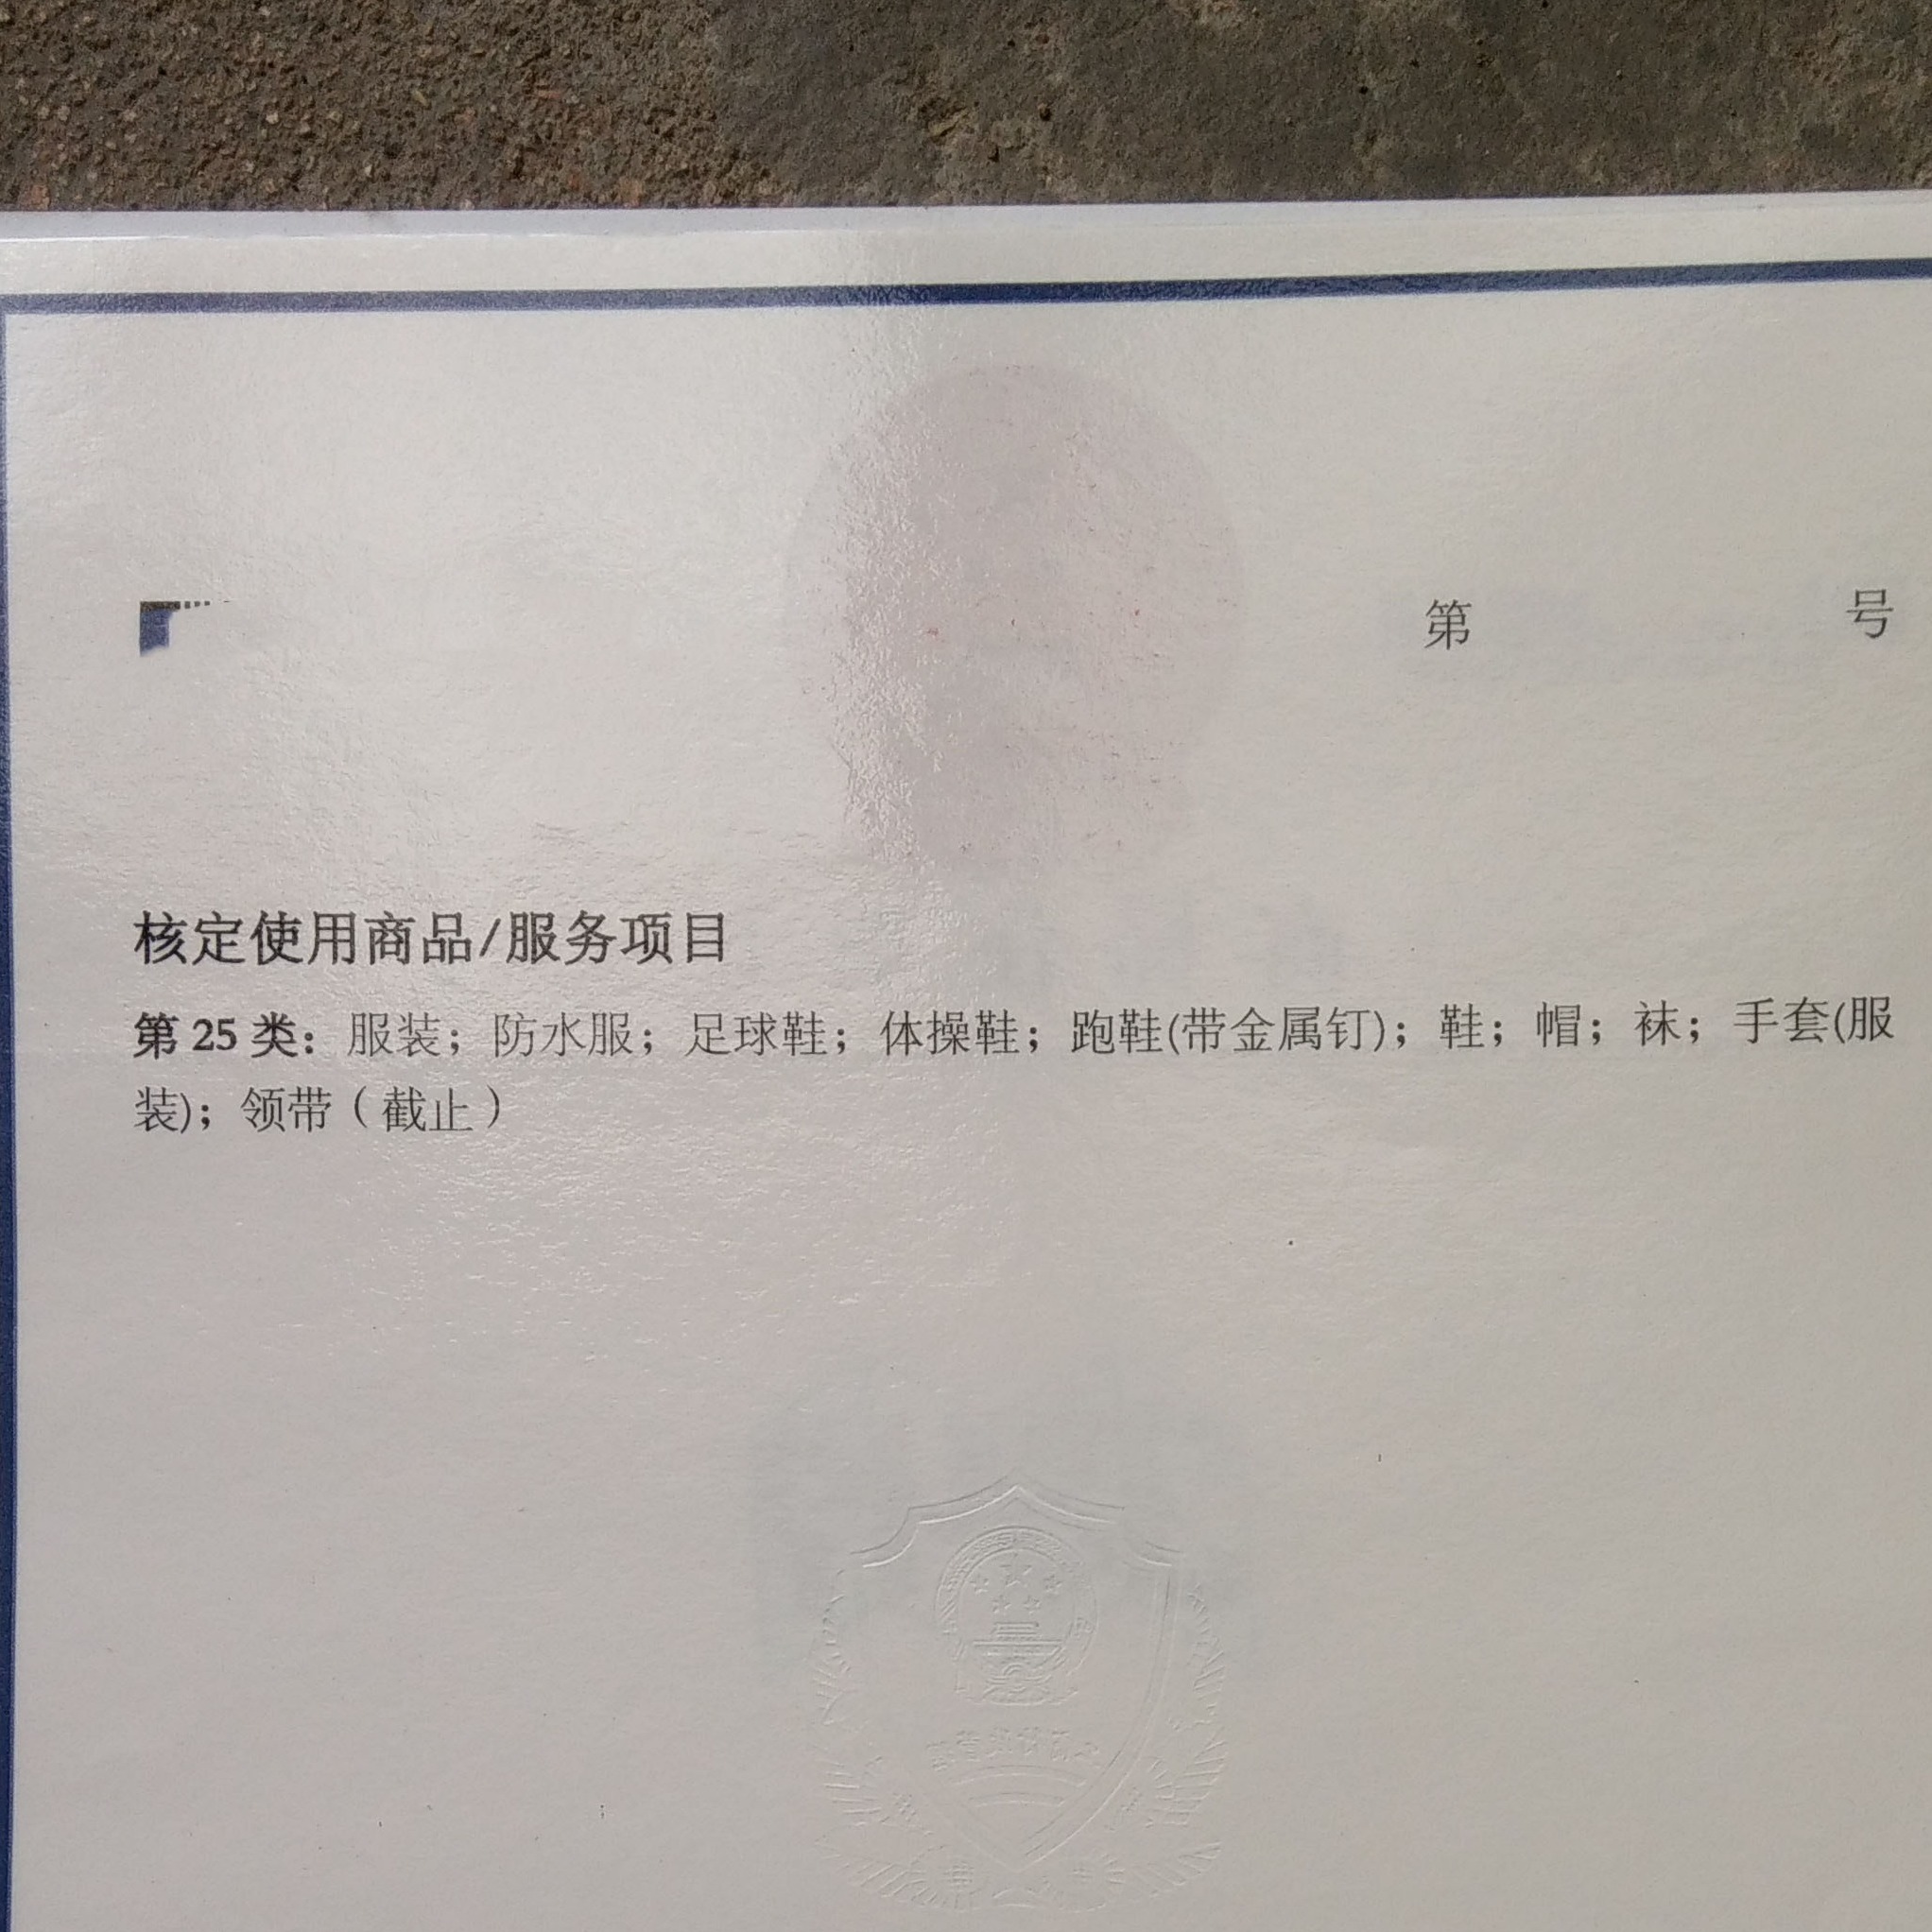 第 号
核定使用商品/服务项目
第 25 类：服装；防水服；足球鞋；体操鞋；跑鞋(带金属钉)；鞋；帽；袜；手套(服
装)；领带（截止）